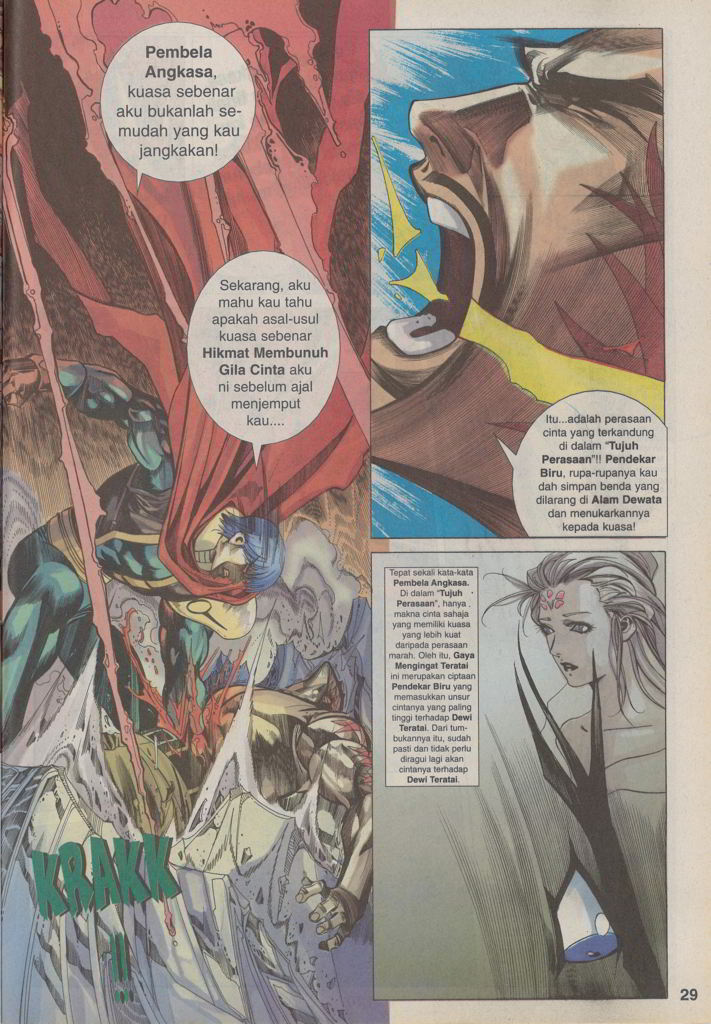 Pembela
Angkasa,
kuasa sebenar
aku bukanlah se-
mudah yang kau
jangkakan!
Sekarang, aku
mahu kau tahu
apakah asal-usul
kuasa sebenar
Hikmat Membunuh
Gila Cinta aku
ni sebelum ajal
menjemput
kau....
KRAKK
!!
Itu...adalah perasaan
cinta yang terkandung
di dalam “Tujuh
Perasaan”!! Pendekar
Biru, rupa-rupanya kau
dah simpan benda yang
dilarang di Alam Dewata
dan menukarkannya
kepada kuasa!
Tepat sekali kata-kata
Pembela Angkasa.
Di dalam “Tujuh
Perasaan”, hanya
makna cinta sahaja
yang memiliki kuasa
yang lebih kuat
daripada perasaan
marah. Oleh itu, Gaya
Mengingat Teratai
ini merupakan ciptaan
Pendekar Biru yang
memasukkan unsur
cintanya yang paling
tinggi terhadap Dewi
Teratai. Dari tum-
bukannya itu, sudah
pasti dan tidak perlu
diragui lagi akan
cintanya terhadap
Dewi Teratai.
29